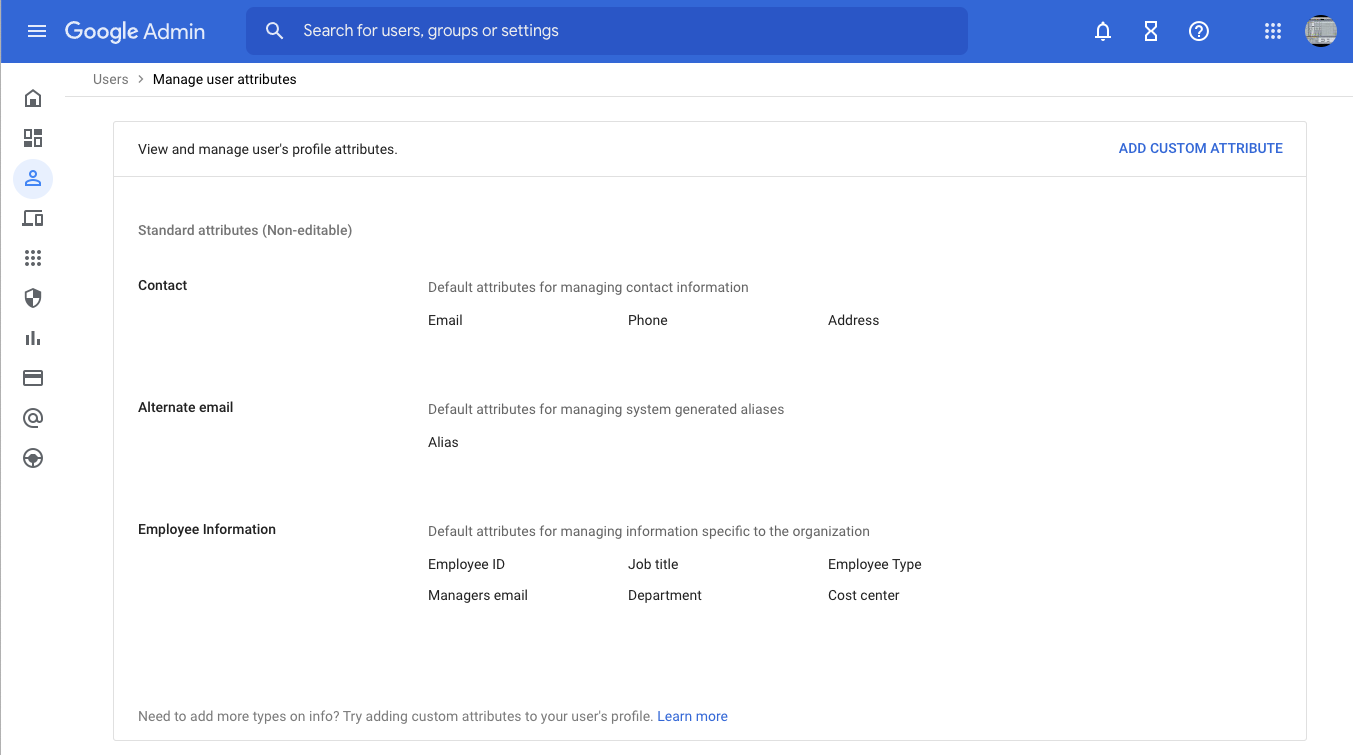 Google Admin
Search for users, groups or settings
Users > Manage user attributes
View and manage user's profile attributes.
ADD CUSTOM ATTRIBUTE
Standard attributes (Non-editable)
Contact
Default attributes for managing contact information
Email Phone Address
Alternate email
Default attributes for managing system generated aliases
Alias
Employee Information
Default attributes for managing information specific to the organization
Employee ID Job title Employee Type
Managers email Department Cost center
Need to add more types on info? Try adding custom attributes to your user's profile. Learn more